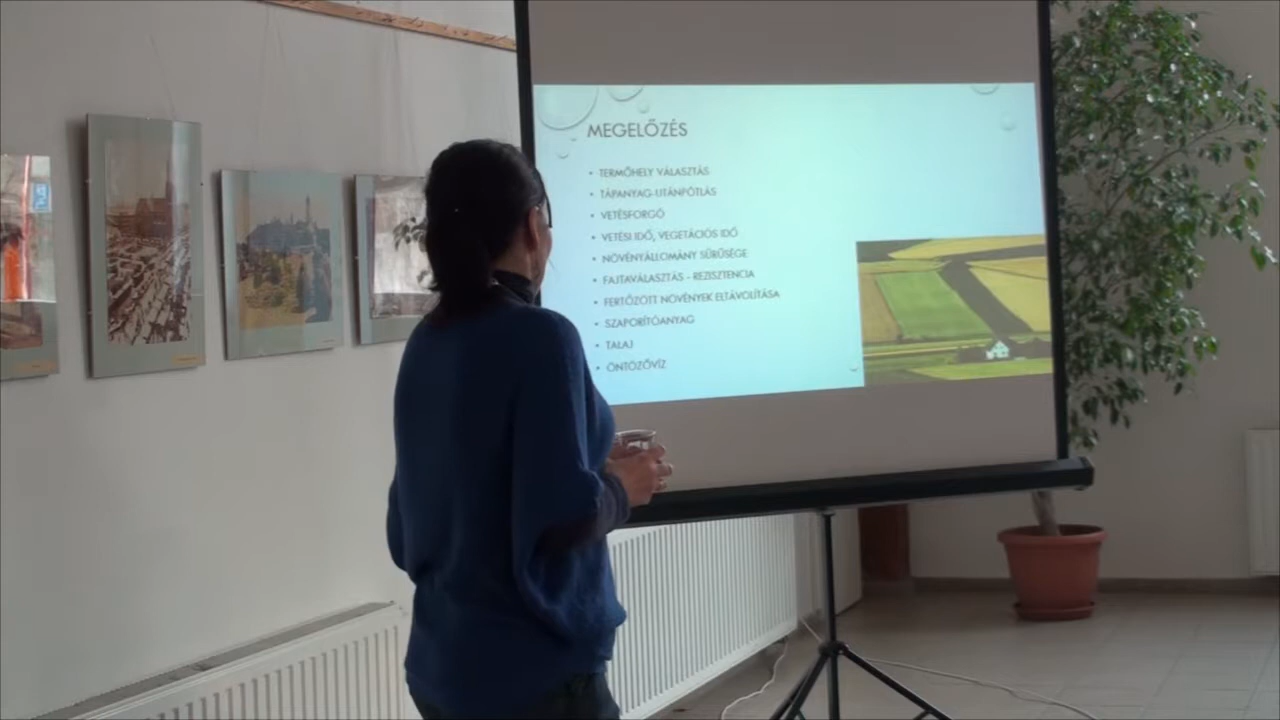 MEGELŐZÉS
• TERMŐHELY VÁLASZTÁS
• TÁPANYAG-UTÁNPÓTLÁS
• VETÉSFORGÓ
• VETÉSI IDŐ, VEGETÁCIÓS IDŐ
• NÖVÉNYÁLLOMÁNY SŰRŰSÉGE
• FAJTAVÁLASZTÁS – REZISZTENCIA
• FERTŐZÖTT NÖVÉNYEK ELTÁVOLÍTÁSA
• SZAPORÍTÓANYAG
• TALAJ
• ÖNTÖZŐVÍZ